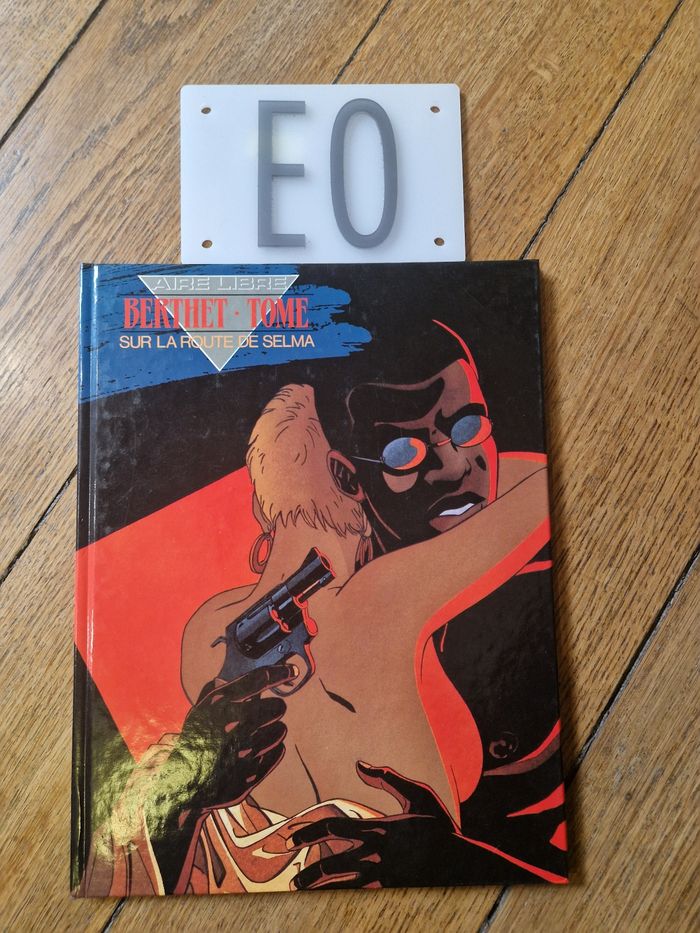 EO
AIRE LIBRE
BERTHET · TOME
SUR LA ROUTE DE SELMA